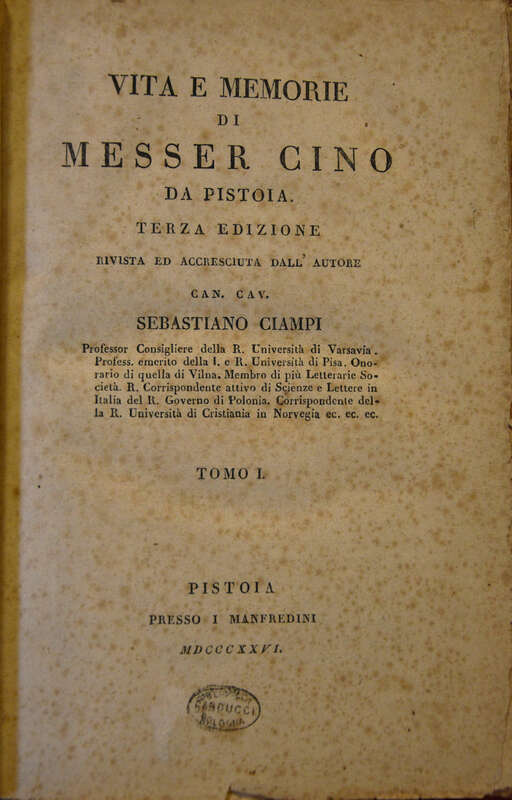 VITA E MEMORIE
DI
MESSER CINO
DA PISTOIA.
TERZA EDIZIONE
RIVISTA ED ACCRESCIUTA DALL' AUTORE
CAN. CAV.
SEBASTIANO CIAMPI
Professor Consigliere della R. Università di Varsavia.
Profess. emerito della I. e R. Università di Pisa. Ono-
rario di quella di Vilna. Membro di più Letterarie So-
cietà. R. Corrispondente attivo di Scienze e Lettere in
Italia del R. Governo di Polonia. Corrispondente del-
la R. Università di Cristiania in Norvegia ec. ec. ec.
TOMO I.
PISTOIA
PRESSO I MANFREDINI
MDCCCXXVI.
CARDUCCI
BOLOGNA